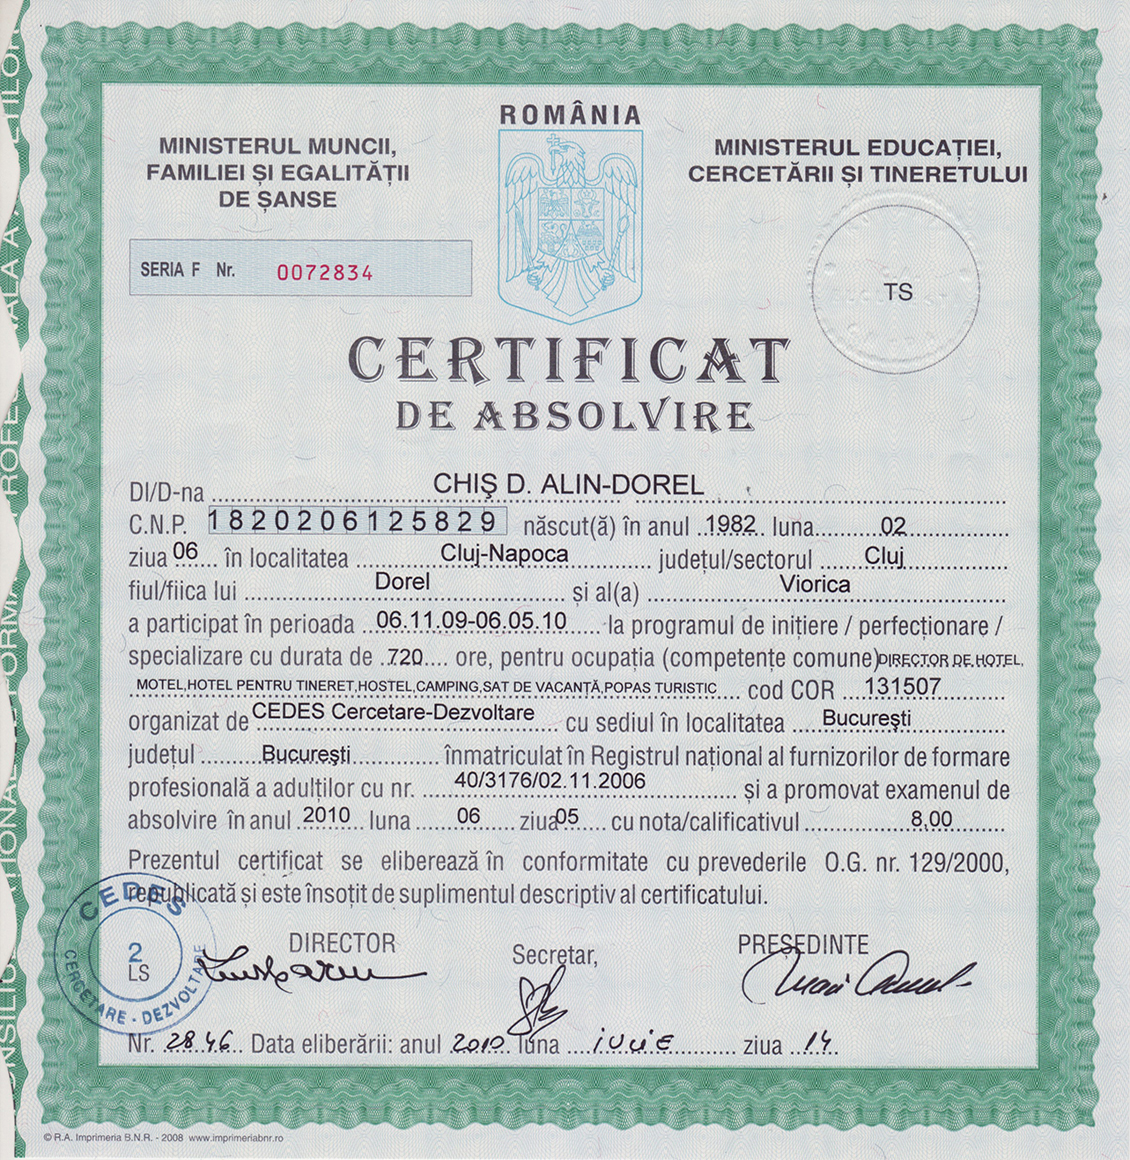 ROMÂNIA
MINISTERUL MUNCII,
FAMILIEI ȘI EGALITĂȚII
DE ȘANSE
MINISTERUL EDUCAȚIEI,
CERCETĂRII ȘI TINERETULUI
SERIA F Nr. 0072834
TS
CERTIFICAT
DE ABSOLVIRE
Dl/D-na CHIŞ D. ALIN-DOREL
C.N.P. 1820206125829 născut(ă) în anul 1982 luna 02
ziua 06 în localitatea Cluj-Napoca județul/sectorul Cluj
fiul/fiica lui Dorel și al(a) Viorica
a participat în perioada 06.11.09-06.05.10 la programul de inițiere / perfecționare /
specializare cu durata de 720 ore, pentru ocupația (competențe comune) DIRECTOR DE HOTEL,
MOTEL,HOTEL PENTRU TINERET,HOSTEL,CAMPING,SAT DE VACANȚĂ,POPAS TURISTIC cod COR 131507
organizat de CEDES Cercetare-Dezvoltare cu sediul în localitatea Bucureşti
județul Bucureşti înmatriculat în Registrul național al furnizorilor de formare
profesională a adulților cu nr. 40/3176/02.11.2006 și a promovat examenul de
absolvire în anul 2010 luna 06 ziua 05 cu nota/calificativul 8,00
Prezentul certificat se eliberează în conformitate cu prevederile O.G. nr. 129/2000,
republicată și este însoțit de suplimentul descriptiv al certificatului.
CEDES
2
LS
CERCETARE - DEZVOLTARE
DIRECTOR
Secretar,
PREȘEDINTE
Nr. 2846 Data eliberării: anul 2010 luna iulie ziua 14
© R.A. Imprimeria B.N.R. - 2008 www.imprimeriabnr.ro